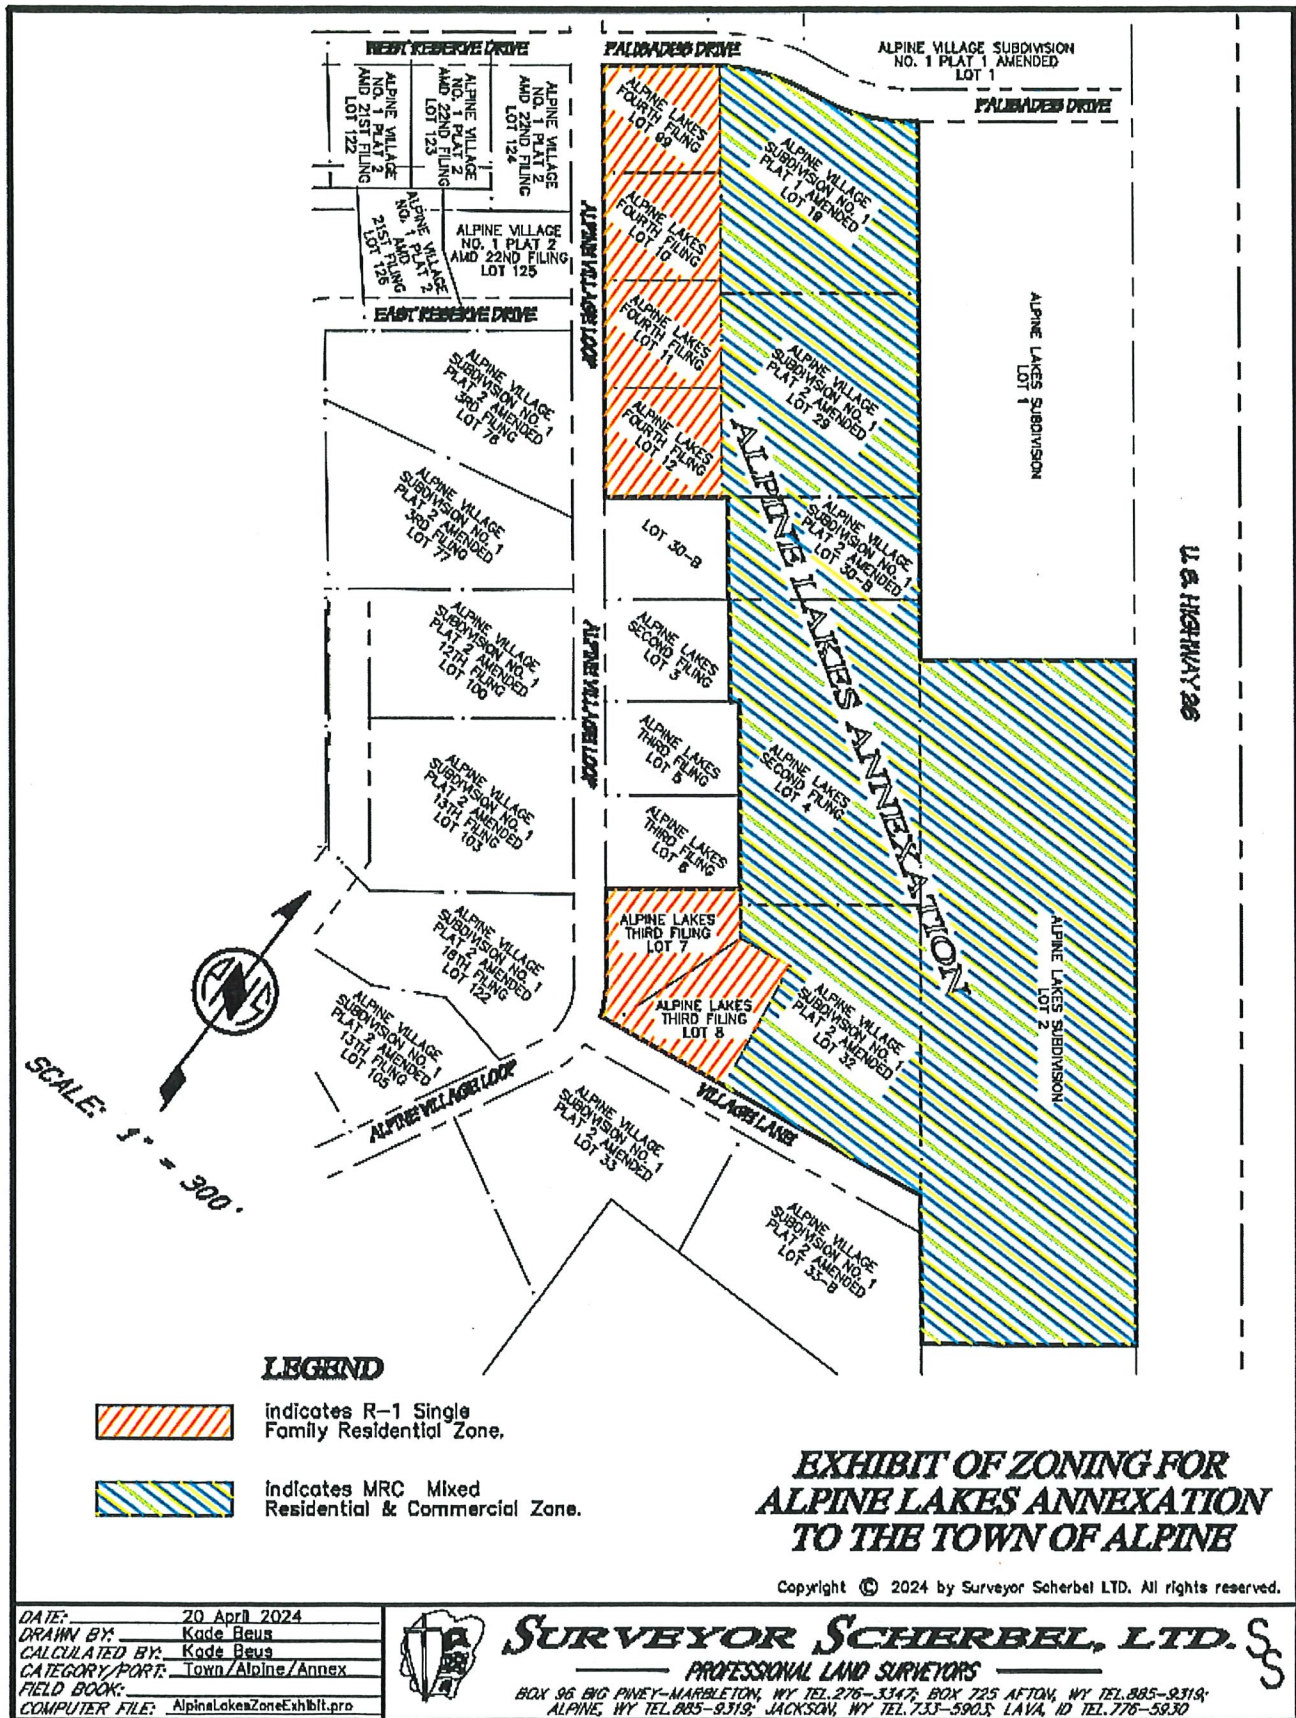 WEST RESERVE DRIVE
PALISADES DRIVE
ALPINE VILLAGE SUBDIVISION
NO. 1 PLAT 1 AMENDED
LOT 1
PALISADES DRIVE
ALPINE VILLAGE
NO. 1 PLAT 2
AMD 21ST FILING
LOT 122
ALPINE VILLAGE
NO. 1 PLAT 2
AMD 22ND FILING
LOT 123
ALPINE VILLAGE
NO. 1 PLAT 2
AMD 22ND FILING
LOT 124
ALPINE LAKES
FOURTH FILING
LOT 99
ALPINE VILLAGE
SUBDIVISION NO. 1
PLAT 1 AMENDED
LOT 19
ALPINE VILLAGE
NO. 1 PLAT 2
AMD
21ST FILING
LOT 126
ALPINE VILLAGE
NO. 1 PLAT 2
AMD 22ND FILING
LOT 125
ALPINE VILLAGE LOOP
ALPINE LAKES
FOURTH FILING
LOT 10
EAST RESERVE DRIVE
ALPINE LAKES
FOURTH FILING
LOT 11
ALPINE VILLAGE
SUBDIVISION NO. 1
PLAT 2 AMENDED
LOT 29
ALPINE LAKES SUBDIVISION
LOT 1
ALPINE VILLAGE
SUBDIVISION NO. 1
PLAT 2 AMENDED
3RD FILING
LOT 76
ALPINE LAKES
FOURTH FILING
LOT 12
ALPINE LAKES ANNEXATION
ALPINE VILLAGE
SUBDIVISION NO. 1
PLAT 2 AMENDED
3RD FILING
LOT 77
LOT 30-B
ALPINE VILLAGE
SUBDIVISION NO. 1
PLAT 2 AMENDED
LOT 30-B
U.S. HIGHWAY 26
ALPINE VILLAGE
SUBDIVISION NO. 1
PLAT 2 AMENDED
12TH FILING
LOT 100
ALPINE VILLAGE LOOP
ALPINE LAKES
SECOND FILING
LOT 3
ALPINE LAKES
THIRD FILING
LOT 5
ALPINE LAKES
SECOND FILING
LOT 4
ALPINE VILLAGE
SUBDIVISION NO. 1
PLAT 2 AMENDED
13TH FILING
LOT 103
ALPINE LAKES
THIRD FILING
LOT 6
ALPINE VILLAGE
SUBDIVISION NO. 1
PLAT 2 AMENDED
18TH FILING
LOT 122
ALPINE LAKES
THIRD FILING
LOT 7
ALPINE LAKES SUBDIVISION
LOT 2
ALPINE VILLAGE
SUBDIVISION NO. 1
PLAT 2 AMENDED
13TH FILING
LOT 105
ALPINE LAKES
THIRD FILING
LOT 8
ALPINE VILLAGE
SUBDIVISION NO. 1
PLAT 2 AMENDED
LOT 32
SCALE: 1" = 300'
ALPINE VILLAGE LOOP
VILLAGE LANE
ALPINE VILLAGE
SUBDIVISION NO. 1
PLAT 2 AMENDED
LOT 33
ALPINE VILLAGE
SUBDIVISION NO. 1
PLAT 2 AMENDED
LOT 33-B
LEGEND
indicates R-1 Single
Family Residential Zone.
indicates MRC Mixed
Residential & Commercial Zone.
EXHIBIT OF ZONING FOR
ALPINE LAKES ANNEXATION
TO THE TOWN OF ALPINE
Copyright © 2024 by Surveyor Scherbel LTD. All rights reserved.
DATE: 20 April 2024
DRAWN BY: Kade Beus
CALCULATED BY: Kade Beus
CATEGORY/PORT: Town/Alpine/Annex
FIELD BOOK:
COMPUTER FILE: AlpineLakesZoneExhibit.pro
SURVEYOR SCHERBEL, LTD.
PROFESSIONAL LAND SURVEYORS
BOX 96 BIG PINEY-MARBLETON, WY TEL.276-3347; BOX 725 AFTON, WY TEL.885-9319;
ALPINE, WY TEL.885-9319; JACKSON, WY TEL.733-5903; LAVA, ID TEL.776-5930
SS